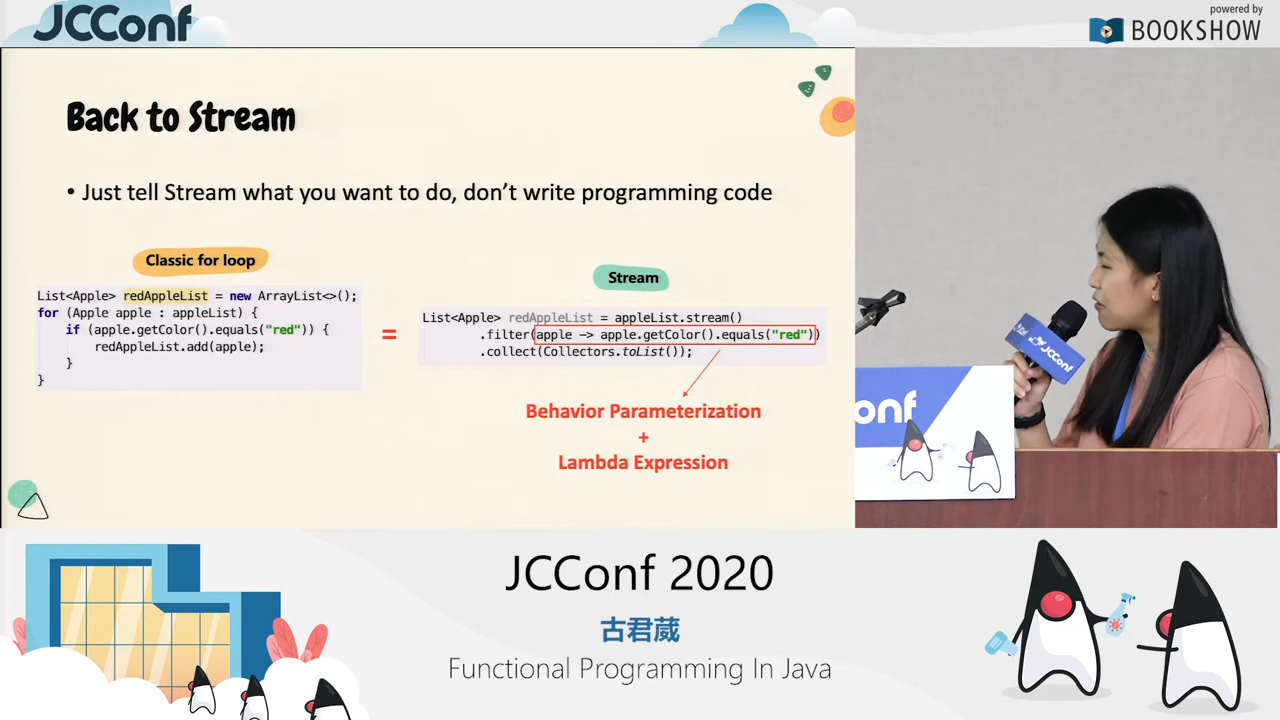 JCConf
powered by
BOOKSHOW
Back to Stream
• Just tell Stream what you want to do, don’t write programming code
Classic for loop
List<Apple> redAppleList = new ArrayList<>();
for (Apple apple : appleList) {
if (apple.getColor().equals("red")) {
redAppleList.add(apple);
}
}
=
Stream
List<Apple> redAppleList = appleList.stream()
.filter(apple -> apple.getColor().equals("red"))
.collect(Collectors.toList());
Behavior Parameterization
+
Lambda Expression
JCConf
onf
JCConf 2020
古君葳
Functional Programming In Java